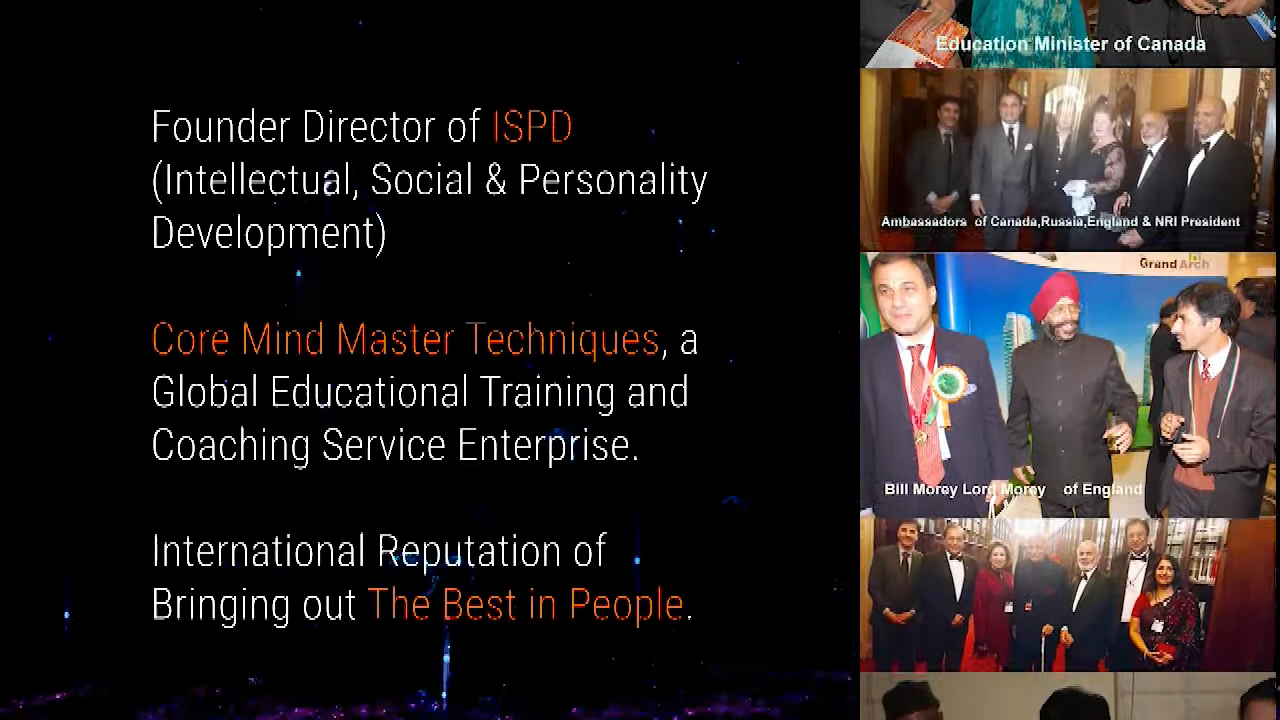 Founder Director of ISPD
(Intellectual, Social & Personality
Development)
Core Mind Master Techniques, a
Global Educational Training and
Coaching Service Enterprise.
International Reputation of
Bringing out The Best in People.
Education Minister of Canada
Ambassadors of Canada,Russia,England & NRI President
Grand Arch
Bill Morey Lord Morey of England